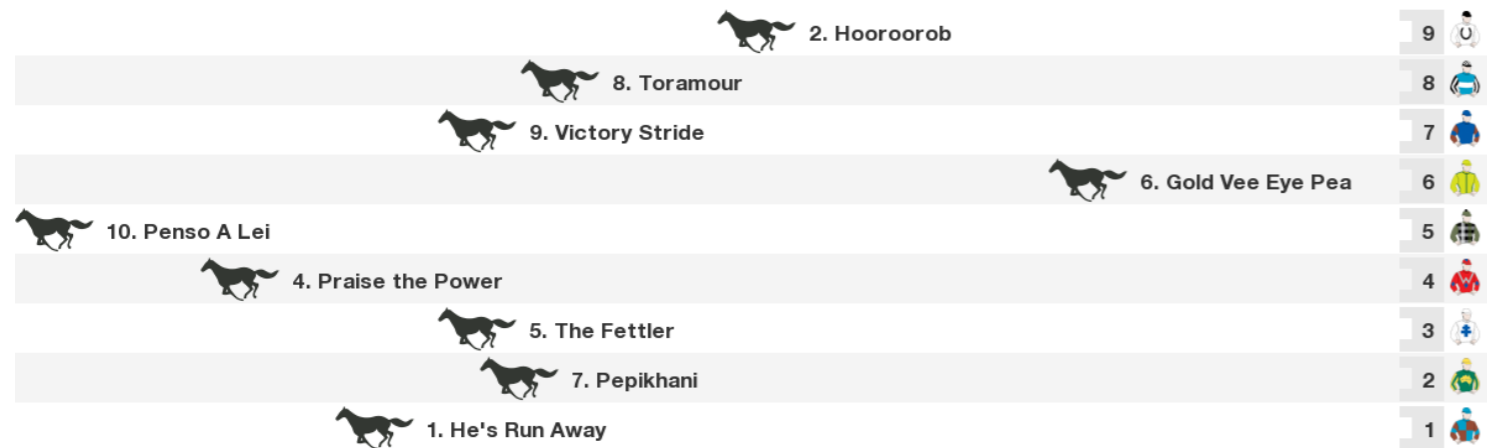 2. Hooroorob 9
8. Toramour 8
9. Victory Stride 7
6. Gold Vee Eye Pea 6
10. Penso A Lei 5
4. Praise the Power 4
5. The Fettler 3
7. Pepikhani 2
1. He's Run Away 1